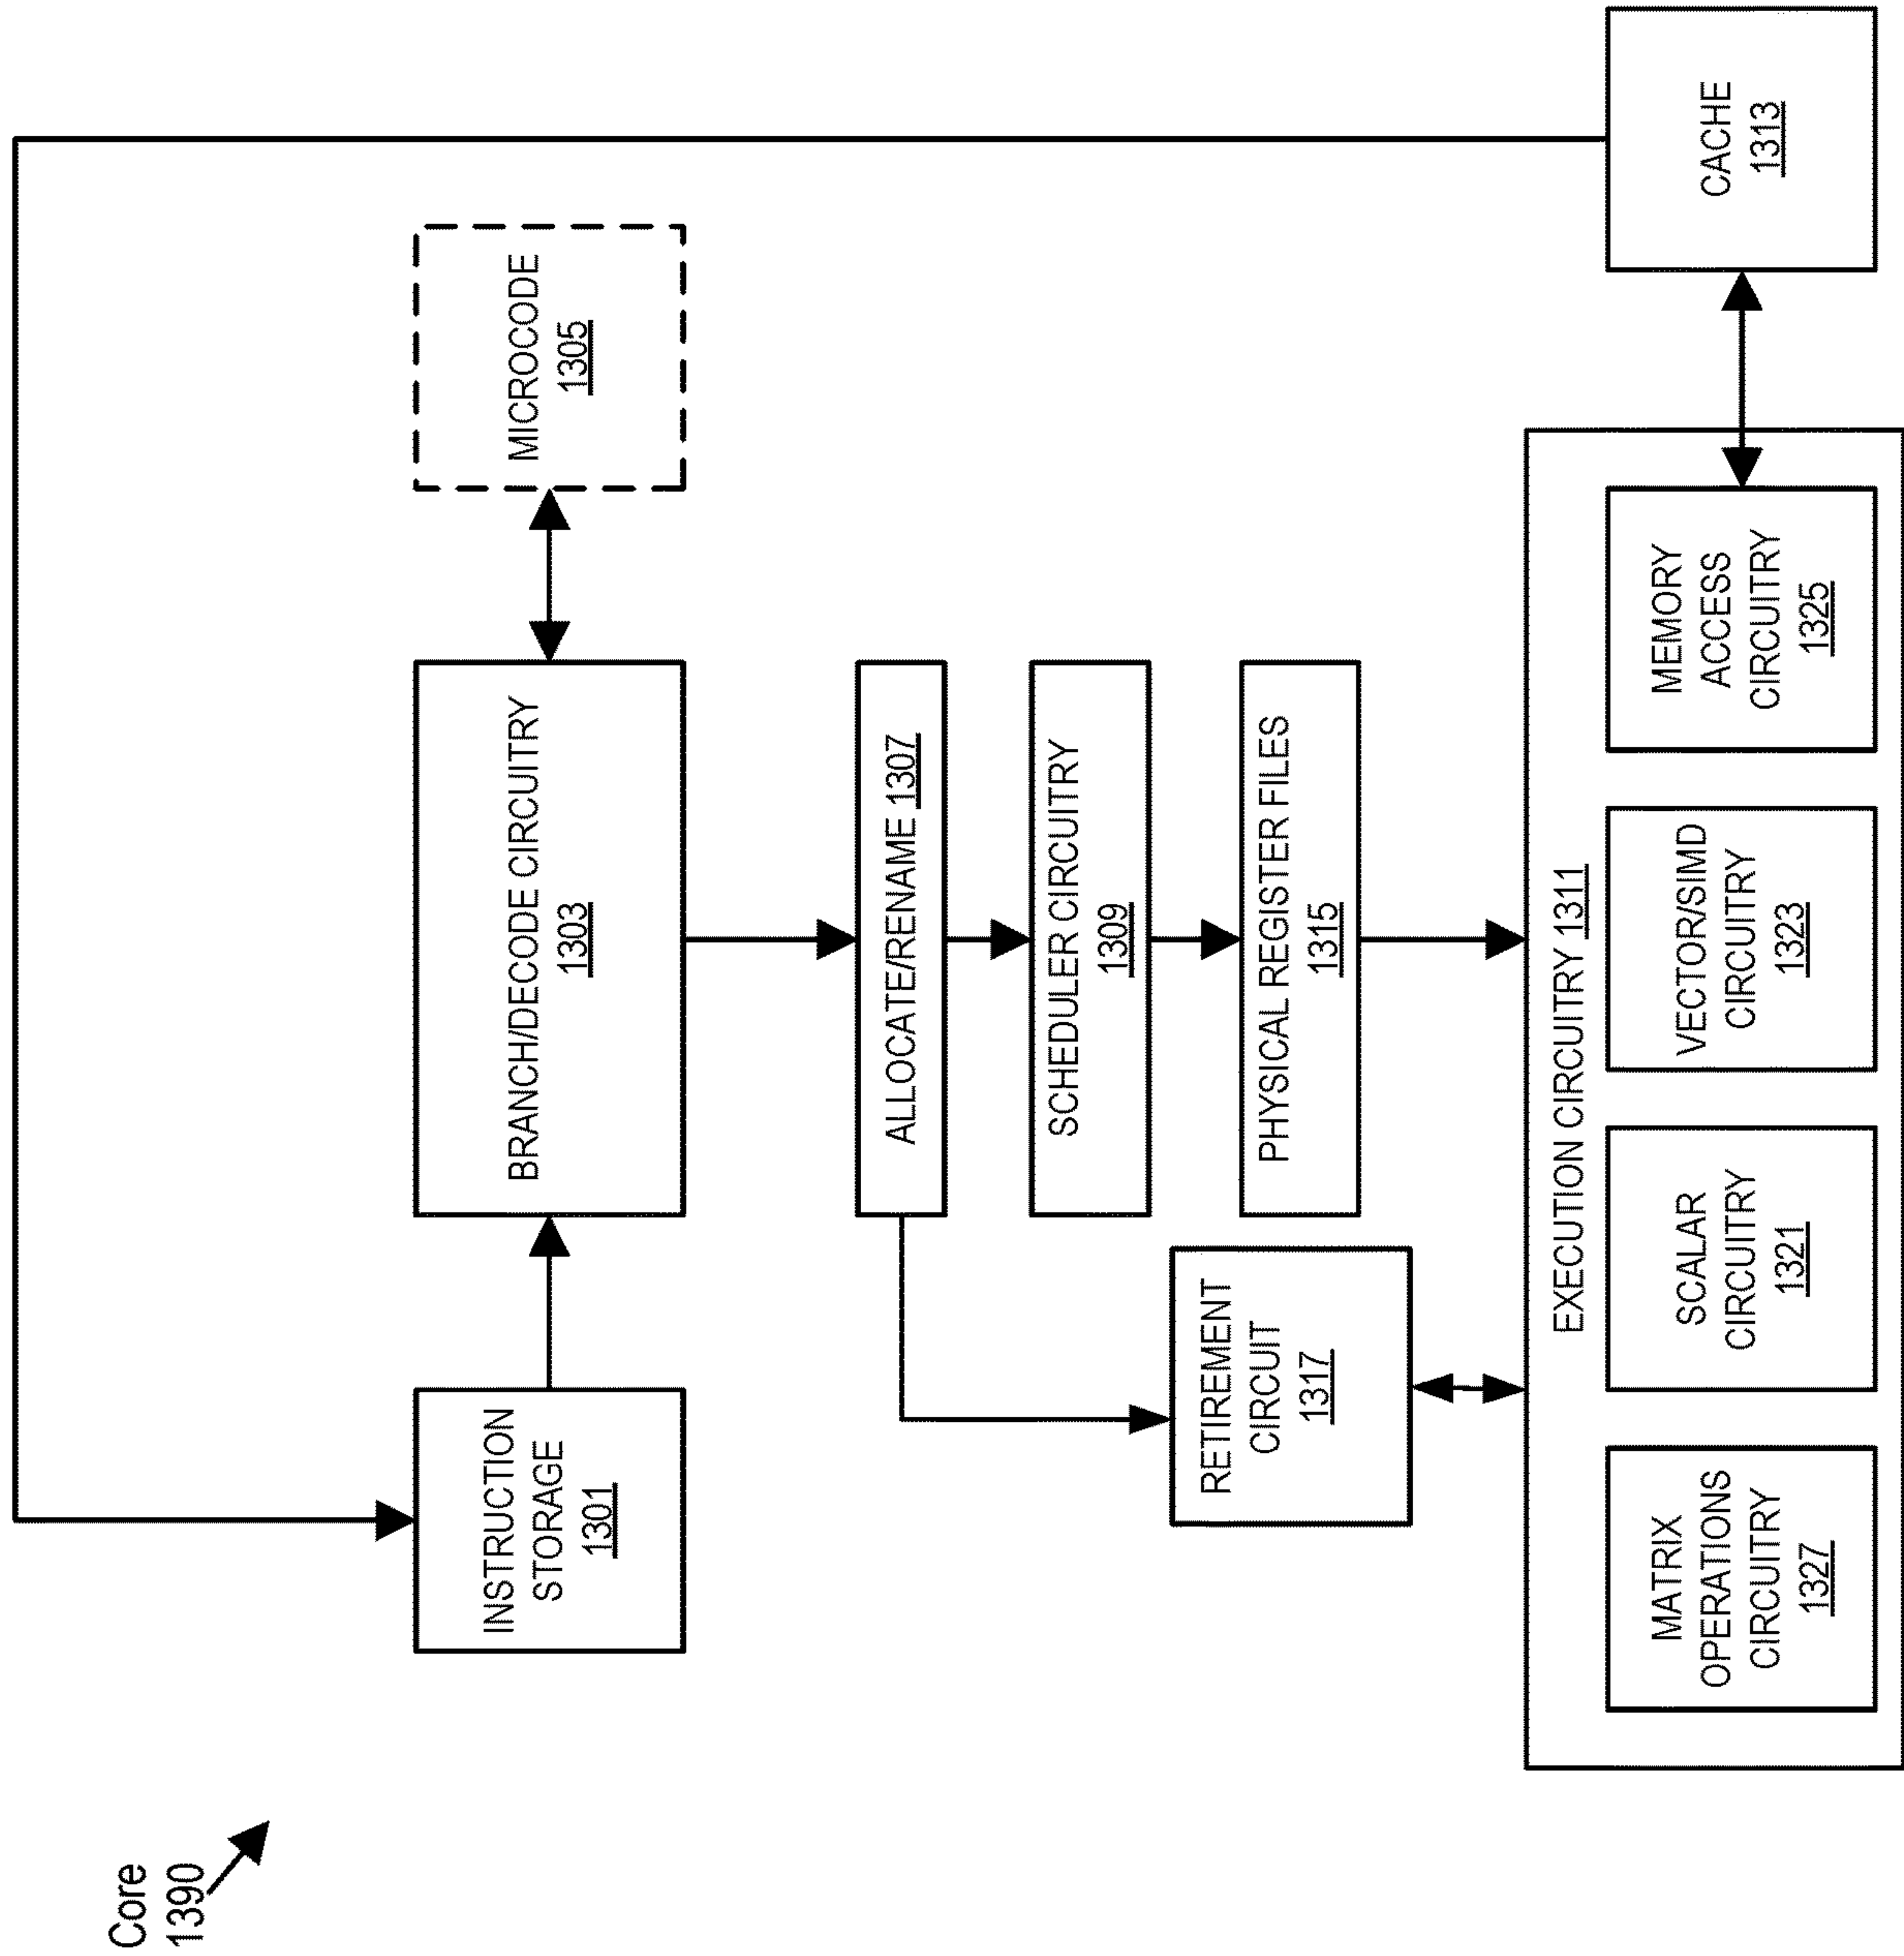 Core
1390
INSTRUCTION
STORAGE
1301
BRANCH/DECODE CIRCUITRY
1303
MICROCODE
1305
ALLOCATE/RENAME 1307
SCHEDULER CIRCUITRY
1309
RETIREMENT
CIRCUIT
1317
PHYSICAL REGISTER FILES
1315
EXECUTION CIRCUITRY 1311
MATRIX
OPERATIONS
CIRCUITRY
1327
SCALAR
CIRCUITRY
1321
VECTOR/SIMD
CIRCUITRY
1323
MEMORY
ACCESS
CIRCUITRY
1325
CACHE
1313